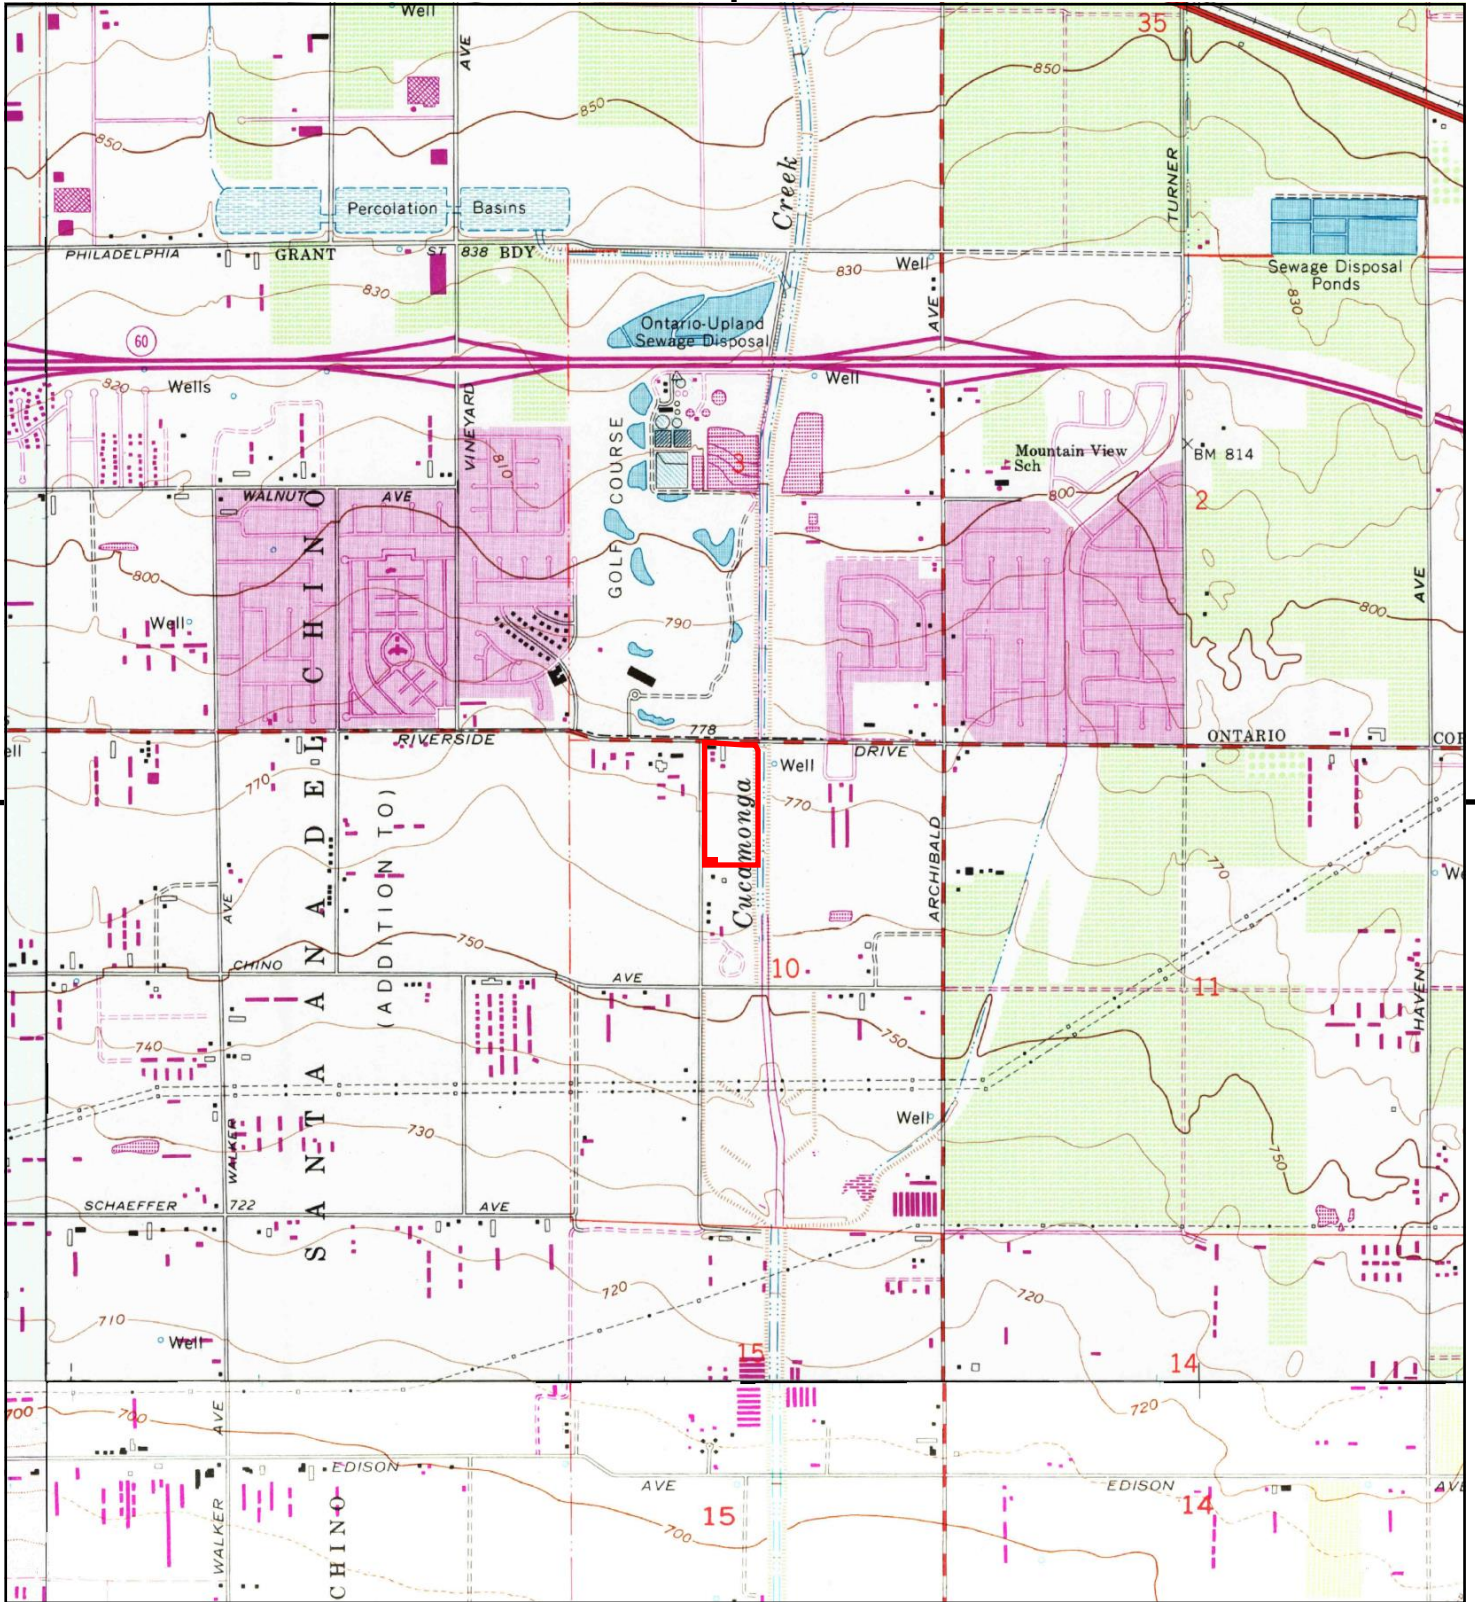 Well
AVE
35
850
850
850
Creek
TURNER
Percolation Basins
PHILADELPHIA
GRANT
ST
838 BDY
830
Well
Sewage Disposal
Ponds
830
830
AVE
Ontario-Upland
Sewage Disposal
60
820
Wells
Well
VINEYARD
GOLF COURSE
810
3
Mountain View
Sch
BM 814
WALNUT AVE
800
2
800
AVE
800
Well
790
SANTA ANA DEL CHINO
(ADDITION TO)
RIVERSIDE
778
DRIVE
ONTARIO
COR
ell
770
Well
770
Cucamonga
ARCHIBALD
770
We
AVE
750
CHINO
AVE
10
11
HAVEN
740
750
730
Well
750
WALKER
SCHAEFFER
722
AVE
720
720
710
Well
15
14
700
700
AVE
720
EDISON
AVE
EDISON
AVE
WALKER
CHINO
15
14
700